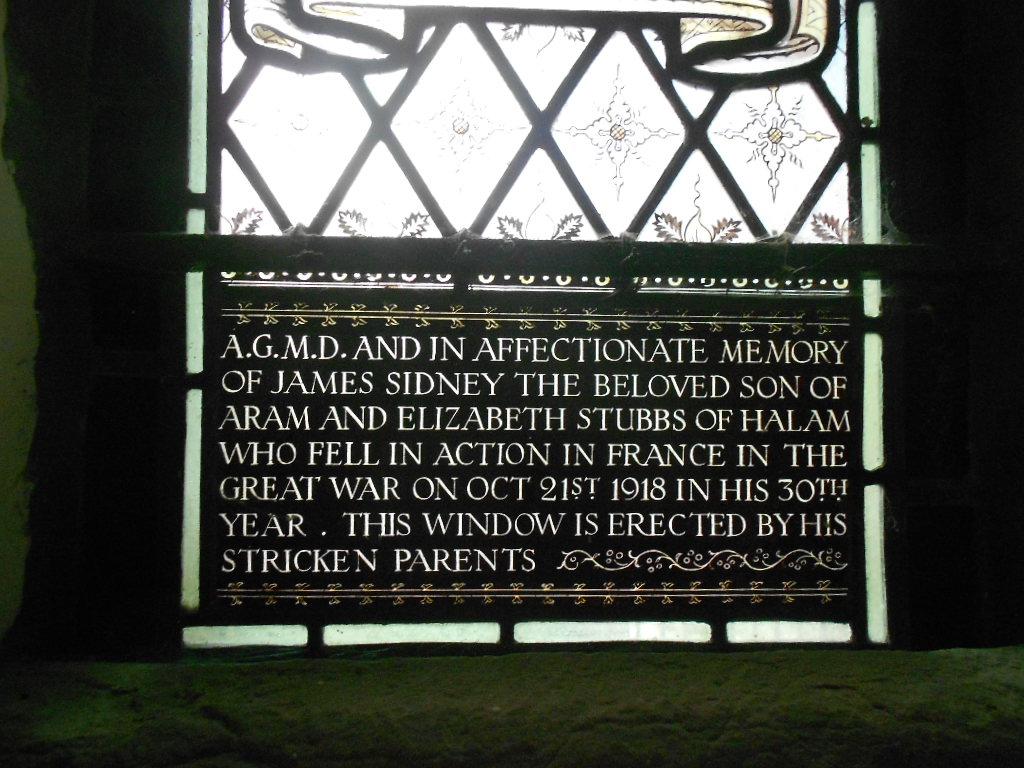 A.G.M.D. AND IN AFFECTIONATE MEMORY
OF JAMES SIDNEY THE BELOVED SON OF
ARAM AND ELIZABETH STUBBS OF HALAM
WHO FELL IN ACTION IN FRANCE IN THE
GREAT WAR ON OCT 21ST 1918 IN HIS 30TH
YEAR . THIS WINDOW IS ERECTED BY HIS
STRICKEN PARENTS